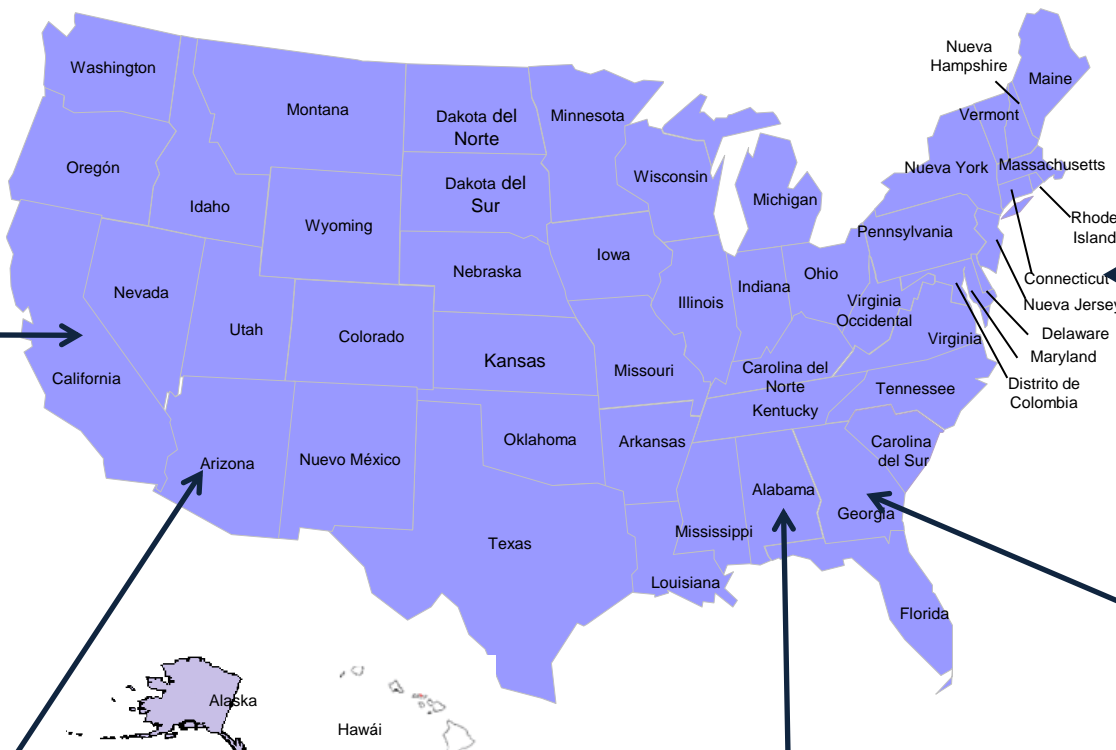 Nueva
Hampshire
Washington
Maine
Montana
Dakota del
Norte
Minnesota
Vermont
Oregón
Nueva York
Massachusetts
Dakota del
Sur
Wisconsin
Michigan
Idaho
Wyoming
Rhode
Island
Pennsylvania
Iowa
Nebraska
Ohio
Indiana
Connecticut
Nevada
Illinois
Virginia
Occidental
Nueva Jersey
Utah
Colorado
Virginia
Delaware
Maryland
Kansas
Missouri
Carolina del
Norte
California
Tennessee
Distrito de
Colombia
Kentucky
Oklahoma
Arkansas
Carolina
del Sur
Arizona
Nuevo México
Alabama
Georgia
Mississippi
Texas
Louisiana
Florida
Alaska
Hawái